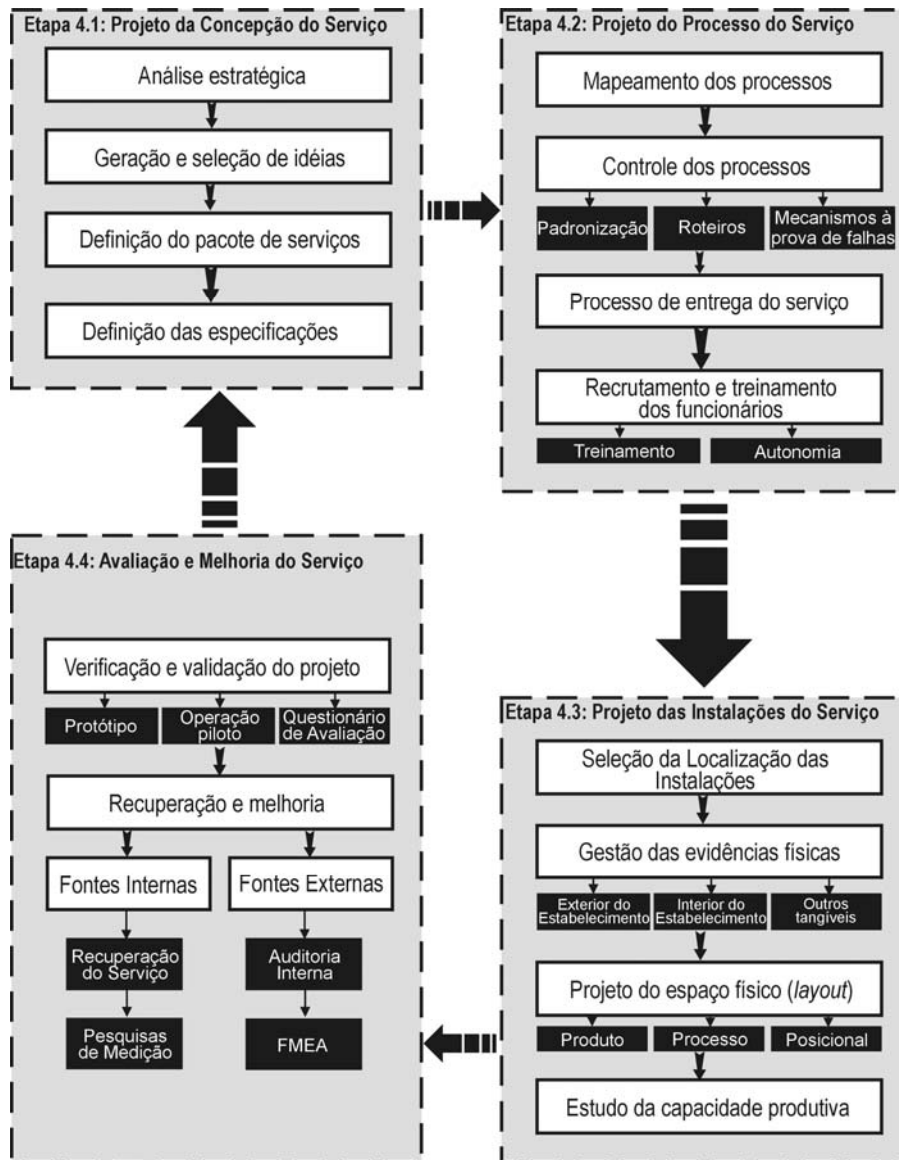 Etapa 4.1: Projeto da Concepção do Serviço
Análise estratégica
Geração e seleção de idéias
Definição do pacote de serviços
Definição das especificações
Etapa 4.2: Projeto do Processo do Serviço
Mapeamento dos processos
Controle dos processos
Padronização
Roteiros
Mecanismos à
prova de falhas
Processo de entrega do serviço
Recrutamento e treinamento
dos funcionários
Treinamento
Autonomia
Etapa 4.4: Avaliação e Melhoria do Serviço
Verificação e validação do projeto
Protótipo
Operação
piloto
Questionário
de Avaliação
Recuperação e melhoria
Fontes Internas
Fontes Externas
Recuperação
do Serviço
Auditoria
Interna
Pesquisas
de Medição
FMEA
Etapa 4.3: Projeto das Instalações do Serviço
Seleção da Localização das
Instalações
Gestão das evidências físicas
Exterior do
Estabelecimento
Interior do
Estabelecimento
Outros
tangíveis
Projeto do espaço físico (layout)
Produto
Processo
Posicional
Estudo da capacidade produtiva